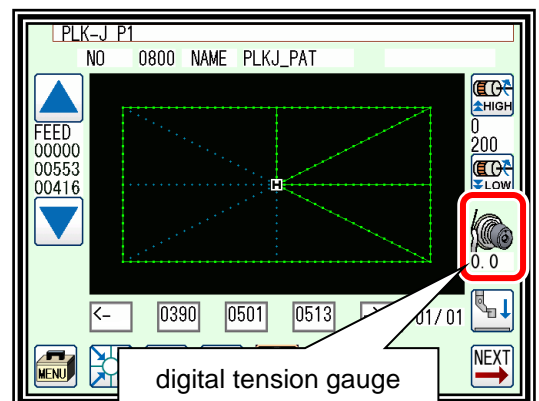 PLK-J P1
NO 0800 NAME PLKJ_PAT
HIGH
FEED
00000
00553
00416
0
200
LOW
0.0
<- 0390 0501 0513 01/01
MENU
NEXT
digital tension gauge